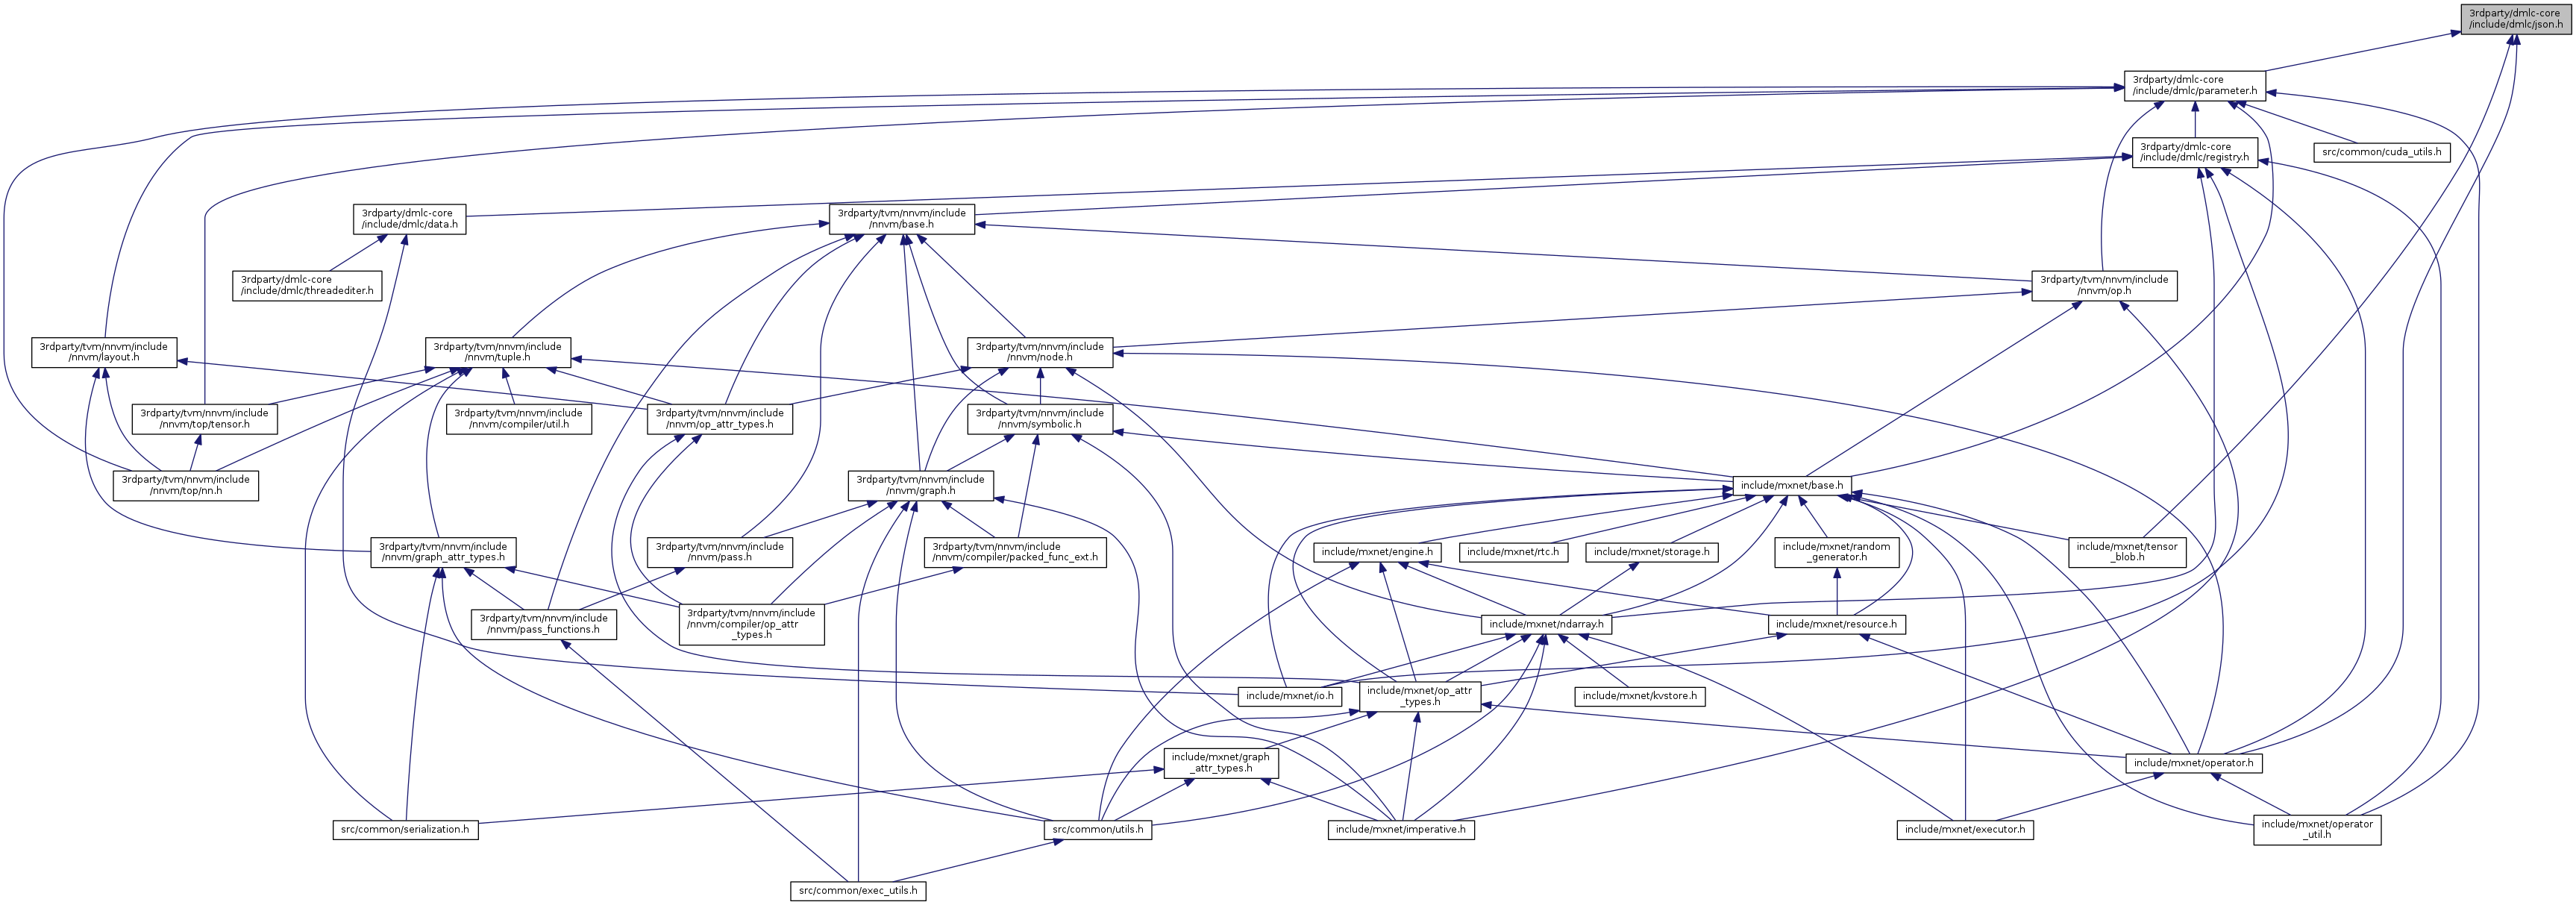 3rdparty/dmlc-core
/include/dmlc/json.h
3rdparty/dmlc-core
/include/dmlc/parameter.h
3rdparty/dmlc-core
/include/dmlc/registry.h
src/common/cuda_utils.h
3rdparty/dmlc-core
/include/dmlc/data.h
3rdparty/tvm/nnvm/include
/nnvm/base.h
3rdparty/dmlc-core
/include/dmlc/threadediter.h
3rdparty/tvm/nnvm/include
/nnvm/op.h
3rdparty/tvm/nnvm/include
/nnvm/layout.h
3rdparty/tvm/nnvm/include
/nnvm/tuple.h
3rdparty/tvm/nnvm/include
/nnvm/node.h
3rdparty/tvm/nnvm/include
/nnvm/top/tensor.h
3rdparty/tvm/nnvm/include
/nnvm/compiler/util.h
3rdparty/tvm/nnvm/include
/nnvm/op_attr_types.h
3rdparty/tvm/nnvm/include
/nnvm/symbolic.h
3rdparty/tvm/nnvm/include
/nnvm/top/nn.h
3rdparty/tvm/nnvm/include
/nnvm/graph.h
include/mxnet/base.h
3rdparty/tvm/nnvm/include
/nnvm/graph_attr_types.h
3rdparty/tvm/nnvm/include
/nnvm/pass.h
3rdparty/tvm/nnvm/include
/nnvm/compiler/packed_func_ext.h
include/mxnet/engine.h
include/mxnet/rtc.h
include/mxnet/storage.h
include/mxnet/random
_generator.h
include/mxnet/tensor
_blob.h
3rdparty/tvm/nnvm/include
/nnvm/pass_functions.h
3rdparty/tvm/nnvm/include
/nnvm/compiler/op_attr
_types.h
include/mxnet/ndarray.h
include/mxnet/resource.h
include/mxnet/io.h
include/mxnet/op_attr
_types.h
include/mxnet/kvstore.h
include/mxnet/graph
_attr_types.h
include/mxnet/operator.h
src/common/serialization.h
src/common/utils.h
include/mxnet/imperative.h
include/mxnet/executor.h
include/mxnet/operator
_util.h
src/common/exec_utils.h